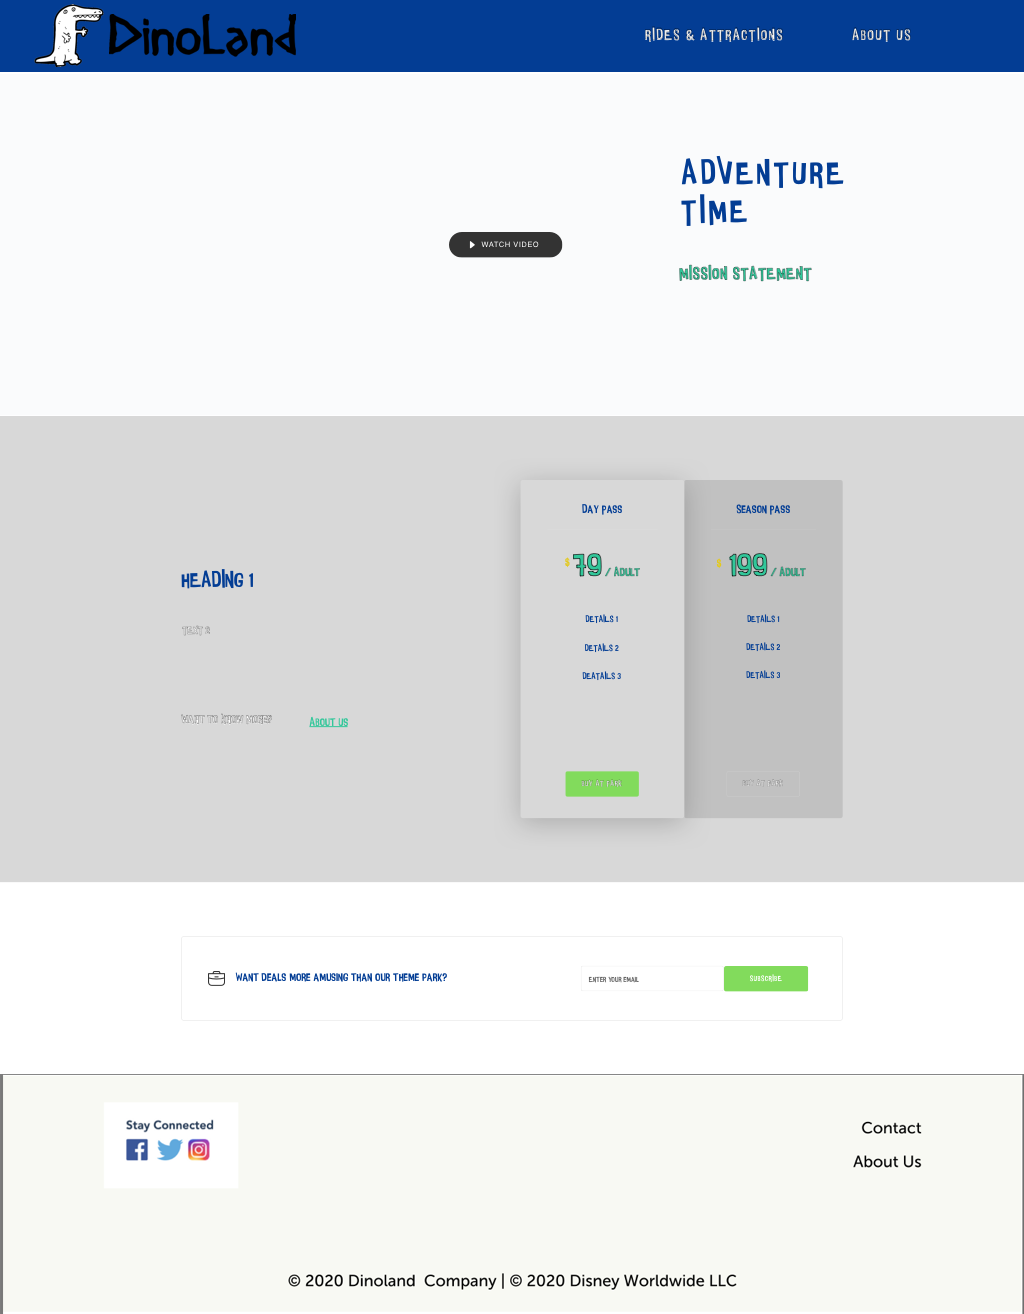 DinoLand
RIDES & ATTRACTIONS
ABOUT US
ADVENTURE
TIME
WATCH VIDEO
MISSION STATEMENT
DAY PASS
SEASON PASS
$ 79 / ADULT
$ 199 / ADULT
HEADING 1
DETAILS 1
DETAILS 1
TEXT 2
DETAILS 2
DETAILS 2
DEATAILS 3
DETAILS 3
WANT TO KNOW MORE?
ABOUT US
WANT DEALS MORE AMUSING THAN OUR THEME PARK?
ENTER YOUR EMAIL
SUBSCRIBE
Stay Connected
Contact
About Us
© 2020 Dinoland Company | © 2020 Disney Worldwide LLC